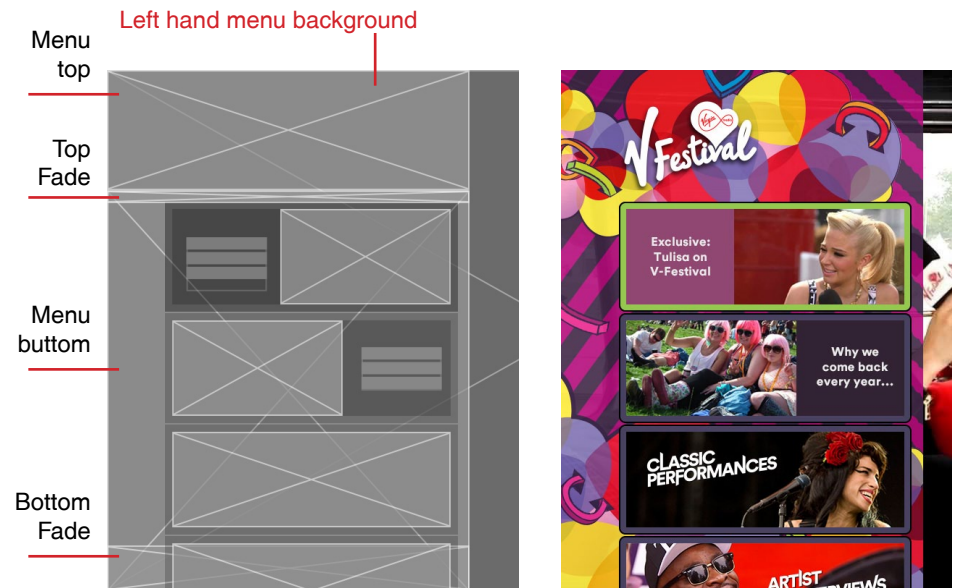 Left hand menu background
Menu
top
Top
Fade
Menu
buttom
Bottom
Fade
Virgin
V Festival
Exclusive:
Tulisa on
V-Festival
Why we
come back
every year...
CLASSIC
PERFORMANCES
ARTIST